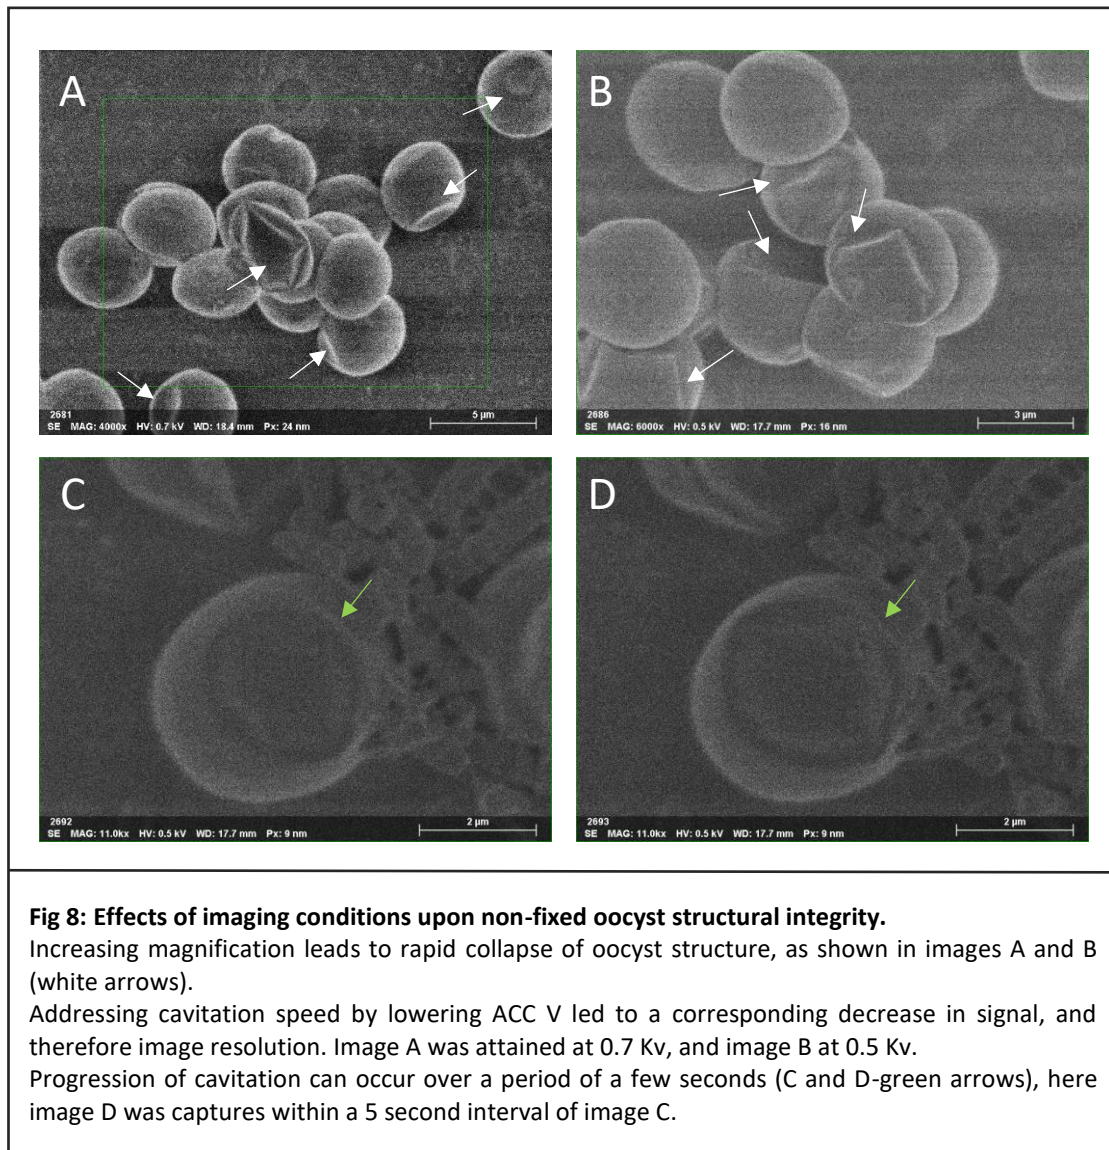 A
5 µm
2681
SE MAG: 4000x HV: 0.7 kV WD: 18.4 mm Px: 24 nm
B
3 µm
2686
SE MAG: 6000x HV: 0.5 kV WD: 17.7 mm Px: 16 nm
C
2 µm
2692
SE MAG: 11.0kx HV: 0.5 kV WD: 17.7 mm Px: 9 nm
D
2 µm
2693
SE MAG: 11.0kx HV: 0.5 kV WD: 17.7 mm Px: 9 nm
Fig 8: Effects of imaging conditions upon non-fixed oocyst structural integrity.
Increasing magnification leads to rapid collapse of oocyst structure, as shown in images A and B
(white arrows).
Addressing cavitation speed by lowering ACC V led to a corresponding decrease in signal, and
therefore image resolution. Image A was attained at 0.7 Kv, and image B at 0.5 Kv.
Progression of cavitation can occur over a period of a few seconds (C and D-green arrows), here
image D was captures within a 5 second interval of image C.